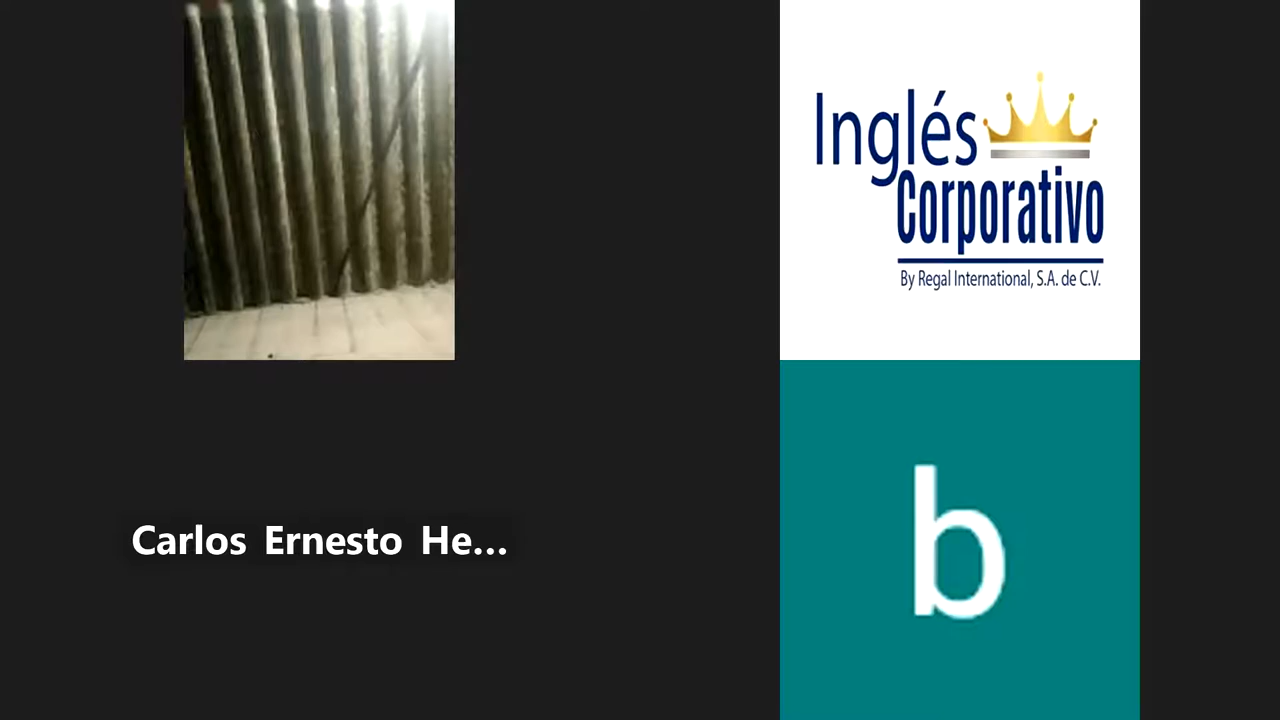 Inglés
Corporativo
By Regal International, S.A. de C.V.
Carlos Ernesto He...
b